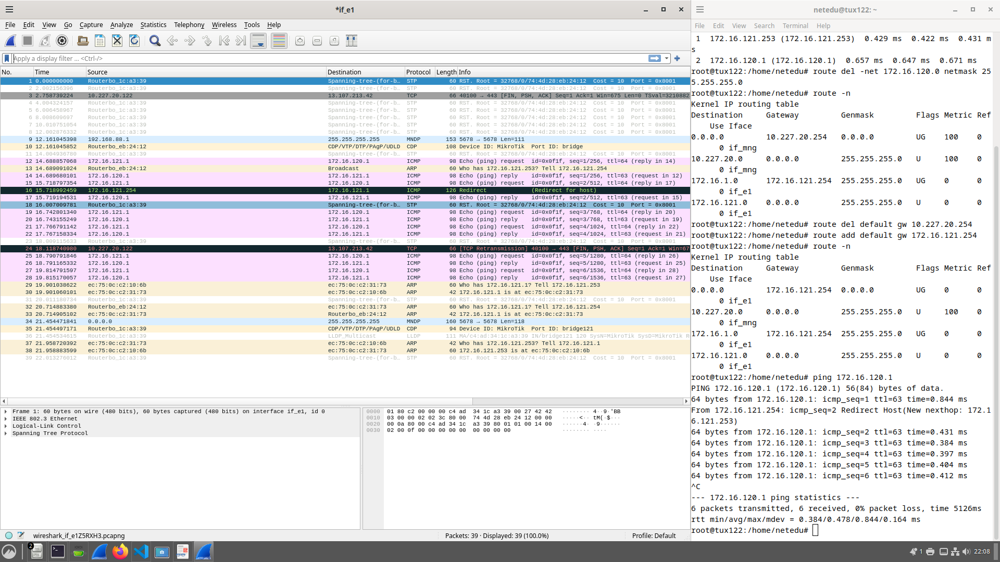 *if_e1
File Edit View Go Capture Analyze Statistics Telephony Wireless Tools Help
Apply a display filter ... <Ctrl-/>
No. Time Source Destination Protocol Length Info
1 0.000000000 Routerbo_1c:a3:39 Spanning-tree-(for-b… STP 60 RST. Root = 32768/0/74:4d:28:eb:24:12 Cost = 10 Port = 0x8001
2 2.002156396 Routerbo_1c:a3:39 Spanning-tree-(for-b… STP 60 RST. Root = 32768/0/74:4d:28:eb:24:12 Cost = 10 Port = 0x8001
3 2.758739224 10.227.20.122 13.107.213.42 TCP 66 40100 → 443 [FIN, PSH, ACK] Seq=1 Ack=1 Win=675 Len=0 TSval=3210882
4 4.004324157 Routerbo_1c:a3:39 Spanning-tree-(for-b… STP 60 RST. Root = 32768/0/74:4d:28:eb:24:12 Cost = 10 Port = 0x8001
5 6.006458967 Routerbo_1c:a3:39 Spanning-tree-(for-b… STP 60 RST. Root = 32768/0/74:4d:28:eb:24:12 Cost = 10 Port = 0x8001
6 8.008609697 Routerbo_1c:a3:39 Spanning-tree-(for-b… STP 60 RST. Root = 32768/0/74:4d:28:eb:24:12 Cost = 10 Port = 0x8001
7 10.010751054 Routerbo_1c:a3:39 Spanning-tree-(for-b… STP 60 RST. Root = 32768/0/74:4d:28:eb:24:12 Cost = 10 Port = 0x8001
8 12.002876332 Routerbo_1c:a3:39 Spanning-tree-(for-b… STP 60 RST. Root = 32768/0/74:4d:28:eb:24:12 Cost = 10 Port = 0x8001
9 12.161045398 192.168.88.1 255.255.255.255 MNDP 153 5678 → 5678 Len=111
10 12.161045852 Routerbo_eb:24:12 CDP/VTP/DTP/PAgP/UDLD CDP 108 Device ID: MikroTik Port ID: bridge
11 14.004936780 Routerbo_1c:a3:39 Spanning-tree-(for-b… STP 60 RST. Root = 32768/0/74:4d:28:eb:24:12 Cost = 10 Port = 0x8001
12 14.688857068 172.16.121.1 172.16.120.1 ICMP 98 Echo (ping) request id=0x0f1f, seq=1/256, ttl=64 (reply in 14)
13 14.689091024 Routerbo_eb:24:12 Broadcast ARP 60 Who has 172.16.121.253? Tell 172.16.121.254
14 14.689680101 172.16.120.1 172.16.121.1 ICMP 98 Echo (ping) reply id=0x0f1f, seq=1/256, ttl=63 (request in 12)
15 15.718797354 172.16.121.1 172.16.120.1 ICMP 98 Echo (ping) request id=0x0f1f, seq=2/512, ttl=64 (reply in 17)
16 15.718992459 172.16.121.254 172.16.121.1 ICMP 126 Redirect (Redirect for host)
17 15.719194531 172.16.120.1 172.16.121.1 ICMP 98 Echo (ping) reply id=0x0f1f, seq=2/512, ttl=63 (request in 15)
18 16.007009781 Routerbo_1c:a3:39 Spanning-tree-(for-b… STP 60 RST. Root = 32768/0/74:4d:28:eb:24:12 Cost = 10 Port = 0x8001
19 16.742801340 172.16.121.1 172.16.120.1 ICMP 98 Echo (ping) request id=0x0f1f, seq=3/768, ttl=64 (reply in 20)
20 16.743155249 172.16.120.1 172.16.121.1 ICMP 98 Echo (ping) reply id=0x0f1f, seq=3/768, ttl=63 (request in 19)
21 17.766791142 172.16.121.1 172.16.120.1 ICMP 98 Echo (ping) request id=0x0f1f, seq=4/1024, ttl=64 (reply in 22)
22 17.767158334 172.16.120.1 172.16.121.1 ICMP 98 Echo (ping) reply id=0x0f1f, seq=4/1024, ttl=63 (request in 21)
23 18.009115633 Routerbo_1c:a3:39 Spanning-tree-(for-b… STP 60 RST. Root = 32768/0/74:4d:28:eb:24:12 Cost = 10 Port = 0x8001
24 18.118740980 10.227.20.122 13.107.213.42 TCP 66 [TCP Retransmission] 40100 → 443 [FIN, PSH, ACK] Seq=1 Ack=1 Win=67
25 18.790791846 172.16.121.1 172.16.120.1 ICMP 98 Echo (ping) request id=0x0f1f, seq=5/1280, ttl=64 (reply in 26)
26 18.791165332 172.16.120.1 172.16.121.1 ICMP 98 Echo (ping) reply id=0x0f1f, seq=5/1280, ttl=63 (request in 25)
27 19.814791597 172.16.121.1 172.16.120.1 ICMP 98 Echo (ping) request id=0x0f1f, seq=6/1536, ttl=64 (reply in 28)
28 19.815170057 172.16.120.1 172.16.121.1 ICMP 98 Echo (ping) reply id=0x0f1f, seq=6/1536, ttl=63 (request in 27)
29 19.901038622 ec:75:0c:c2:10:6b ec:75:0c:c2:31:73 ARP 60 Who has 172.16.121.1? Tell 172.16.121.253
30 19.901060101 ec:75:0c:c2:31:73 ec:75:0c:c2:10:6b ARP 42 172.16.121.1 is at ec:75:0c:c2:31:73
31 20.011180734 Routerbo_1c:a3:39 Spanning-tree-(for-b… STP 60 RST. Root = 32768/0/74:4d:28:eb:24:12 Cost = 10 Port = 0x8001
32 20.714883380 Routerbo_eb:24:12 ec:75:0c:c2:31:73 ARP 60 Who has 172.16.121.1? Tell 172.16.121.254
33 20.714905102 ec:75:0c:c2:31:73 Routerbo_eb:24:12 ARP 42 172.16.121.1 is at ec:75:0c:c2:31:73
34 21.454471841 0.0.0.0 255.255.255.255 MNDP 160 5678 → 5678 Len=118
35 21.454497171 Routerbo_1c:a3:39 CDP/VTP/DTP/PAgP/UDLD CDP 94 Device ID: MikroTik Port ID: bridge121
36 21.454534615 Routerbo_1c:a3:39 LLDP_Multicast LLDP 111 MA/c4:ad:34:1c:a3:39 IN/bridge121 120 SysN=MikroTik SysD=MikroTik R
37 21.958720392 ec:75:0c:c2:31:73 ec:75:0c:c2:10:6b ARP 42 Who has 172.16.121.253? Tell 172.16.121.1
38 21.958883599 ec:75:0c:c2:10:6b ec:75:0c:c2:31:73 ARP 60 172.16.121.253 is at ec:75:0c:c2:10:6b
39 22.013276012 Routerbo_1c:a3:39 Spanning-tree-(for-b… STP 60 RST. Root = 32768/0/74:4d:28:eb:24:12 Cost = 10 Port = 0x8001
Frame 1: 60 bytes on wire (480 bits), 60 bytes captured (480 bits) on interface if_e1, id 0
IEEE 802.3 Ethernet
Logical-Link Control
Spanning Tree Protocol
0000 01 80 c2 00 00 00 c4 ad 34 1c a3 39 00 27 42 42 ········ 4··9·'BB
0010 03 00 00 02 02 3c 80 00 74 4d 28 eb 24 12 00 00 ·····<·· tM(·$···
0020 00 0a 80 00 c4 ad 34 1c a3 39 80 01 01 00 14 00 ······4· ·9······
0030 02 00 0f 00 00 00 00 00 00 00 00 00 ········ ····
wireshark_if_e1Z5RXH3.pcapng
Packets: 39 · Displayed: 39 (100.0%)
Profile: Default
netedu@tux122: ~
File Edit View Search Terminal Help
1 172.16.121.253 (172.16.121.253) 0.429 ms 0.422 ms 0.431 m
s
2 172.16.120.1 (172.16.120.1) 0.657 ms 0.647 ms 0.671 ms
root@tux122:/home/netedu# route del -net 172.16.120.0 netmask 25
5.255.255.0
root@tux122:/home/netedu# route -n
Kernel IP routing table
Destination Gateway Genmask Flags Metric Ref
Use Iface
0.0.0.0 10.227.20.254 0.0.0.0 UG 100 0
0 if_mng
10.227.20.0 0.0.0.0 255.255.255.0 U 100 0
0 if_mng
172.16.1.0 172.16.121.254 255.255.255.0 UG 0 0
0 if_e1
172.16.121.0 0.0.0.0 255.255.255.0 U 0 0
0 if_e1
root@tux122:/home/netedu# route del default gw 10.227.20.254
root@tux122:/home/netedu# route add default gw 172.16.121.254
root@tux122:/home/netedu# route -n
Kernel IP routing table
Destination Gateway Genmask Flags Metric Ref
Use Iface
0.0.0.0 172.16.121.254 0.0.0.0 UG 0 0
0 if_e1
10.227.20.0 0.0.0.0 255.255.255.0 U 100 0
0 if_mng
172.16.1.0 172.16.121.254 255.255.255.0 UG 0 0
0 if_e1
172.16.121.0 0.0.0.0 255.255.255.0 U 0 0
0 if_e1
root@tux122:/home/netedu# ping 172.16.120.1
PING 172.16.120.1 (172.16.120.1) 56(84) bytes of data.
64 bytes from 172.16.120.1: icmp_seq=1 ttl=63 time=0.844 ms
From 172.16.121.254: icmp_seq=2 Redirect Host(New nexthop: 172.1
6.121.253)
64 bytes from 172.16.120.1: icmp_seq=2 ttl=63 time=0.431 ms
64 bytes from 172.16.120.1: icmp_seq=3 ttl=63 time=0.384 ms
64 bytes from 172.16.120.1: icmp_seq=4 ttl=63 time=0.397 ms
64 bytes from 172.16.120.1: icmp_seq=5 ttl=63 time=0.404 ms
64 bytes from 172.16.120.1: icmp_seq=6 ttl=63 time=0.412 ms
^C
--- 172.16.120.1 ping statistics ---
6 packets transmitted, 6 received, 0% packet loss, time 5126ms
rtt min/avg/max/mdev = 0.384/0.478/0.844/0.164 ms
root@tux122:/home/netedu#
2
1
22:08